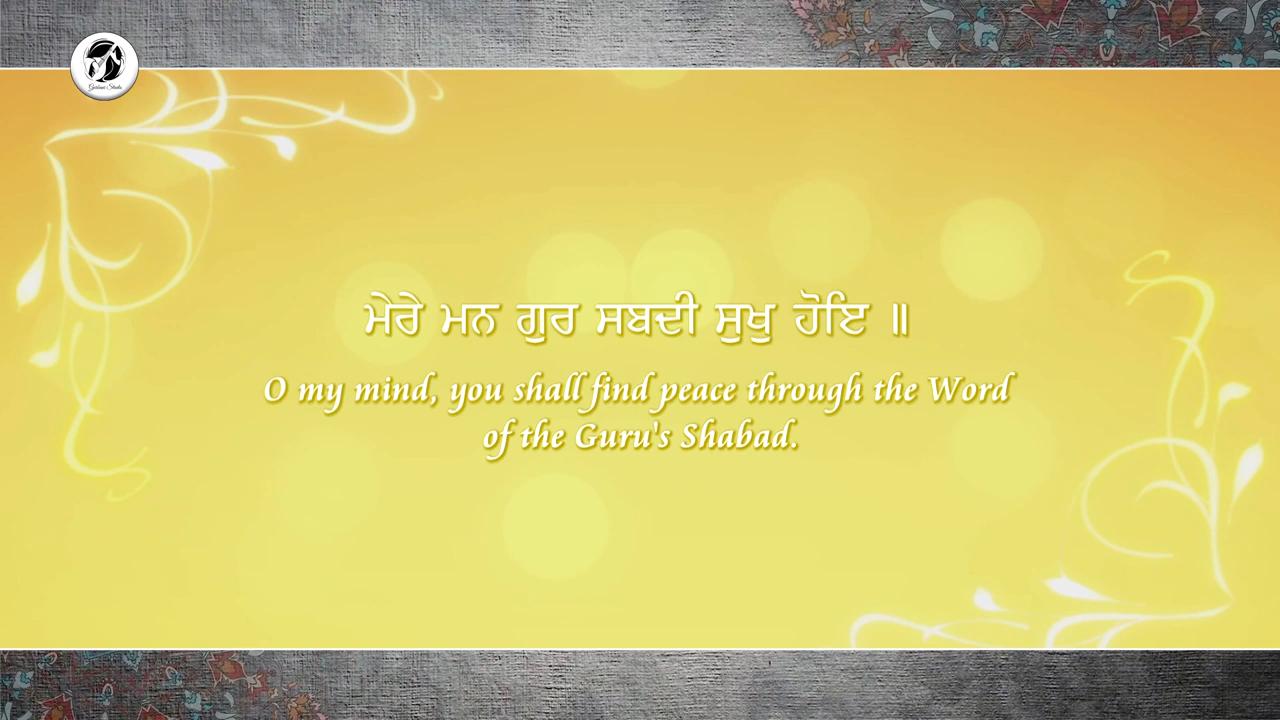 ਮੇਰੇ ਮਨ ਗੁਰ ਸਬਦੀ ਸੁਖੁ ਹੋਇ ॥
O my mind, you shall find peace through the Word
of the Guru's Shabad.